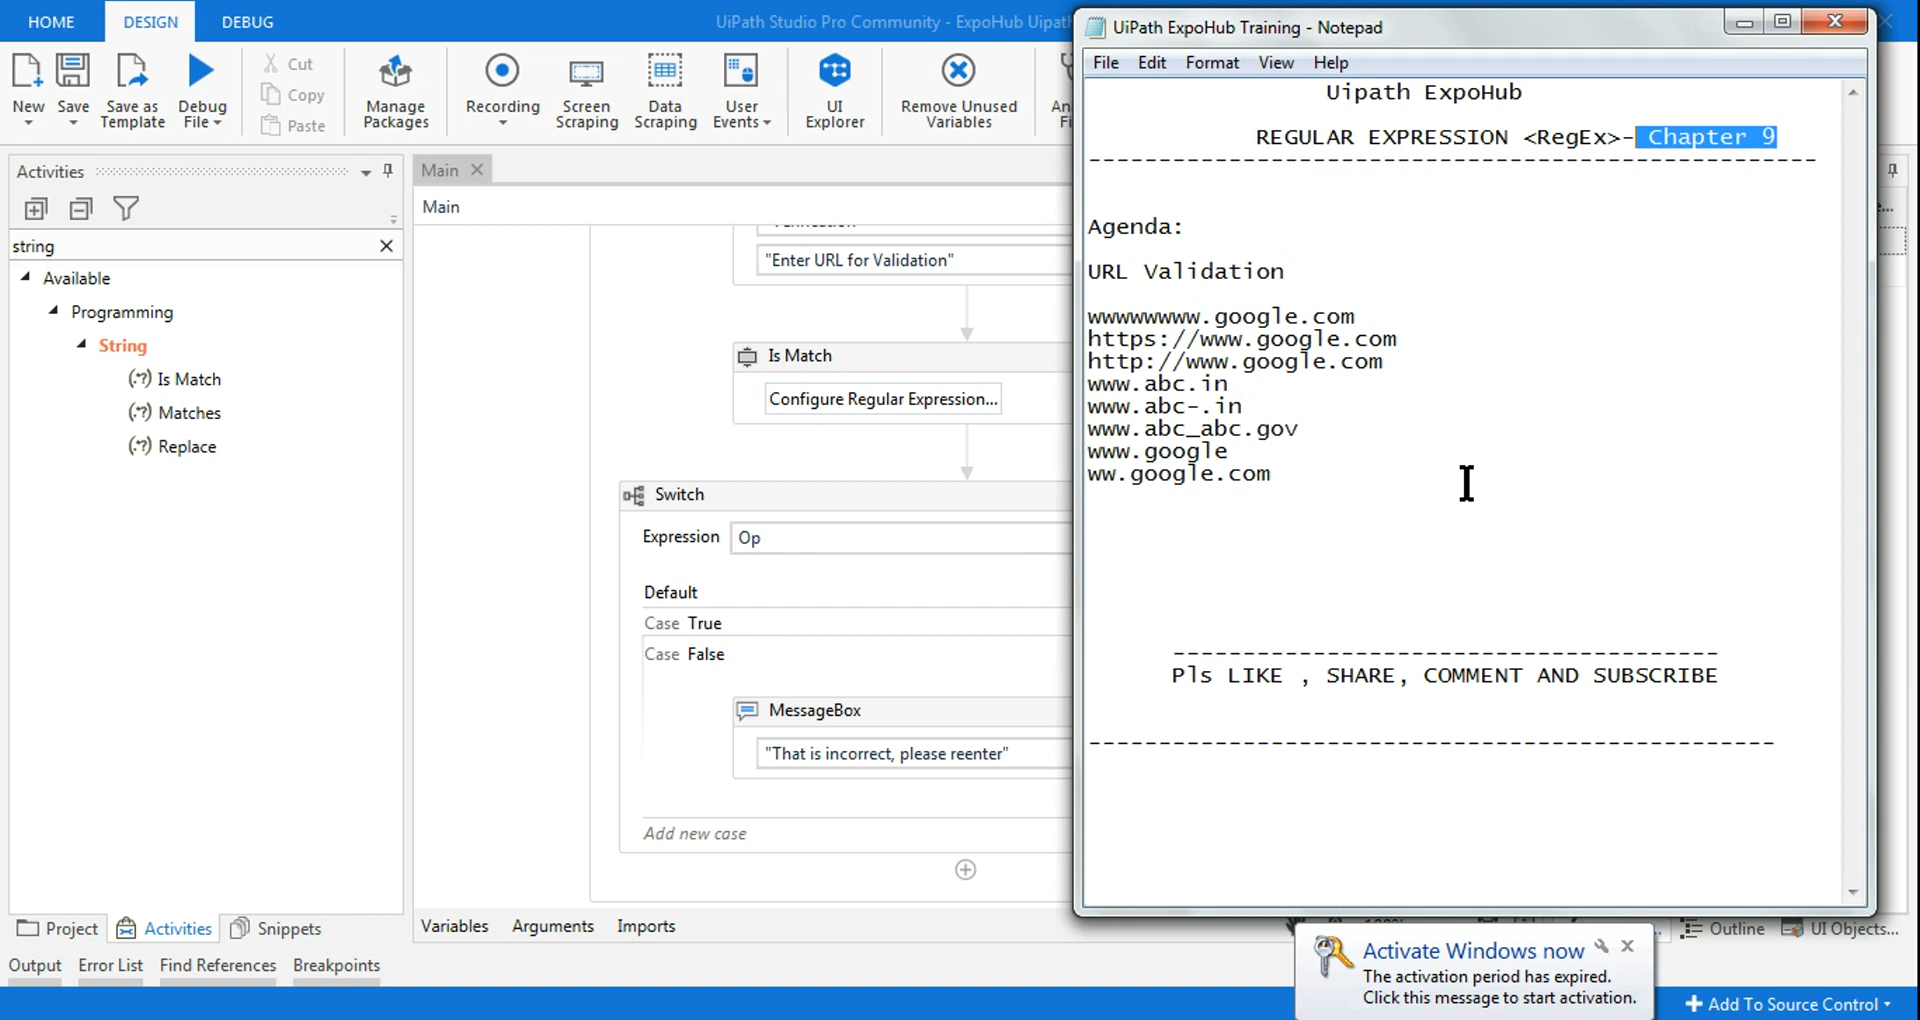 HOME
DESIGN
DEBUG
UiPath Studio Pro Community - ExpoHub Uipath
New
Save
Save as Template
Debug File
Cut
Copy
Paste
Manage Packages
Recording
Screen Scraping
Data Scraping
User Events
UI Explorer
Remove Unused Variables
Activities
string
Available
Programming
String
Is Match
Matches
Replace
Main
Main
"Enter URL for Validation"
Is Match
Configure Regular Expression...
Switch
Expression
Op
Default
Case True
Case False
MessageBox
"That is incorrect, please reenter"
Add new case
Variables
Arguments
Imports
Project
Activities
Snippets
Outline
UI Objects...
Output
Error List
Find References
Breakpoints
UiPath ExpoHub Training - Notepad
File Edit Format View Help
Uipath ExpoHub
REGULAR EXPRESSION <RegEx>- Chapter 9
----------------------------------------------------
Agenda:
URL Validation
wwwwwwww.google.com
https://www.google.com
http://www.google.com
www.abc.in
www.abc-.in
www.abc_abc.gov
www.google
ww.google.com
---------------------------------------
Pls LIKE , SHARE, COMMENT AND SUBSCRIBE
-------------------------------------------------
Activate Windows now
The activation period has expired.
Click this message to start activation.
Add To Source Control